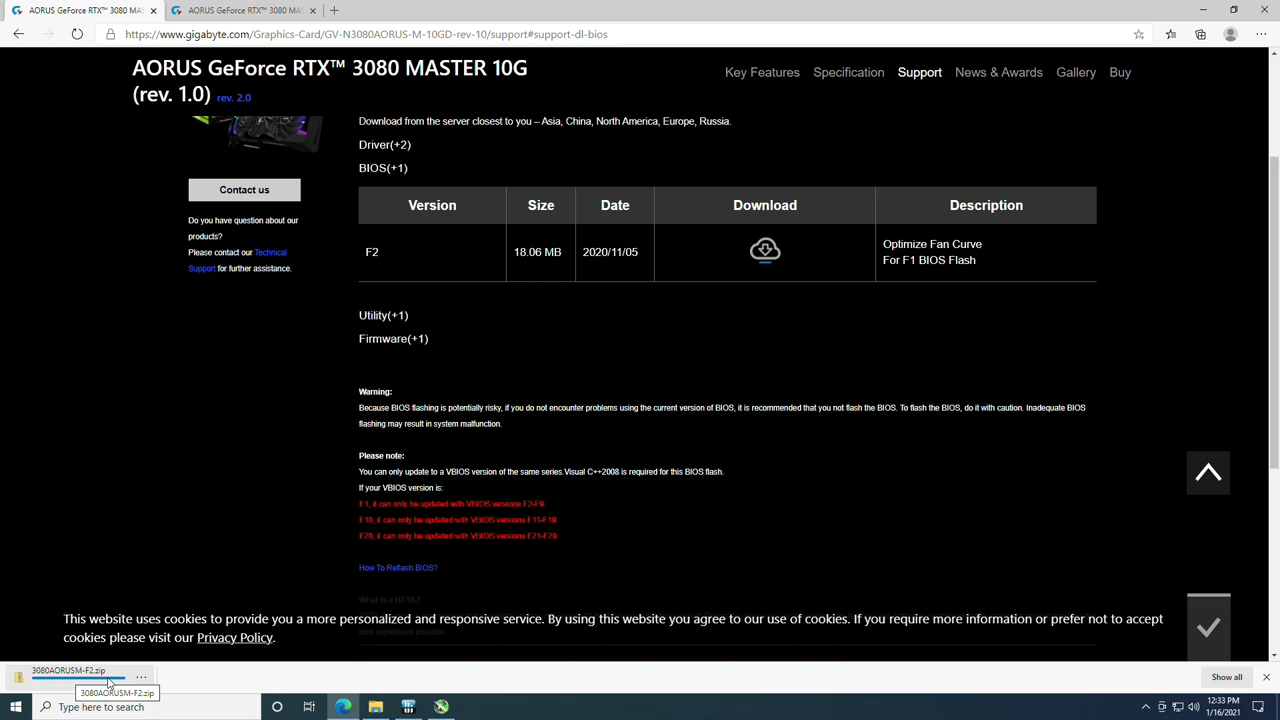 AORUS GeForce RTX™ 3080 MA
AORUS GeForce RTX™ 3080 MA
https://www.gigabyte.com/Graphics-Card/GV-N3080AORUS-M-10GD-rev-10/support#support-dl-bios
AORUS GeForce RTX™ 3080 MASTER 10G
(rev. 1.0) rev. 2.0
Key Features Specification Support News & Awards Gallery Buy
Download from the server closest to you – Asia, China, North America, Europe, Russia.
Driver(+2)
BIOS(+1)
Contact us
Do you have question about our
products?
Please contact our Technical
Support for further assistance.
Version Size Date Download Description
F2 18.06 MB 2020/11/05 Optimize Fan Curve
For F1 BIOS Flash
Utility(+1)
Firmware(+1)
Warning:
Because BIOS flashing is potentially risky, if you do not encounter problems using the current version of BIOS, it is recommended that you not flash the BIOS. To flash the BIOS, do it with caution. Inadequate BIOS
flashing may result in system malfunction.
Please note:
You can only update to a VBIOS version of the same series.Visual C++2008 is required for this BIOS flash.
If your VBIOS version is:
F1, it can only be updated with VBIOS versions F2-F9.
F10, it can only be updated with VBIOS versions F11-F19.
F20, it can only be updated with VBIOS versions F21-F29.
How To Reflash BIOS?
What is a BETA?
best experience possible.
This website uses cookies to provide you a more personalized and responsive service. By using this website you agree to our use of cookies. If you require more information or prefer not to accept
cookies please visit our Privacy Policy.
3080AORUSM-F2.zip
3080AORUSM-F2.zip
Show all
Type here to search
12:33 PM
1/16/2021